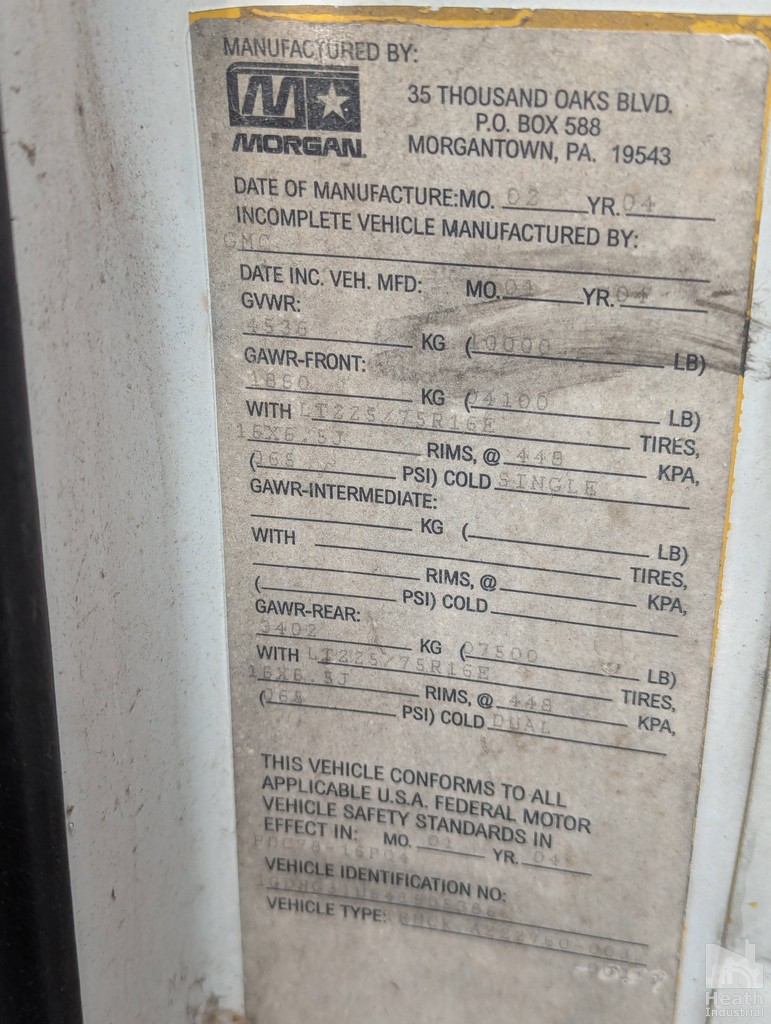 MANUFACTURED BY:
MORGAN
35 THOUSAND OAKS BLVD.
P.O. BOX 588
MORGANTOWN, PA. 19543
DATE OF MANUFACTURE:MO. 02 YR. 04
INCOMPLETE VEHICLE MANUFACTURED BY:
GMC
DATE INC. VEH. MFD: MO. 01 YR. 04
GVWR:
4536 KG (10000 LB)
GAWR-FRONT:
1860 KG (04100 LB)
WITH LT225/75R16E TIRES,
16X6.5J RIMS, @ 448 KPA,
(065 PSI) COLD SINGLE
GAWR-INTERMEDIATE:
KG ( LB)
WITH TIRES,
RIMS, @ KPA,
( PSI) COLD
GAWR-REAR:
3402 KG (07500 LB)
WITH LT225/75R16E TIRES,
16X6.5J RIMS, @ 448 KPA,
(065 PSI) COLD DUAL
THIS VEHICLE CONFORMS TO ALL
APPLICABLE U.S.A. FEDERAL MOTOR
VEHICLE SAFETY STANDARDS IN
EFFECT IN: MO. 01 YR. 04
VEHICLE IDENTIFICATION NO:
VEHICLE TYPE:
Heath
Industrial